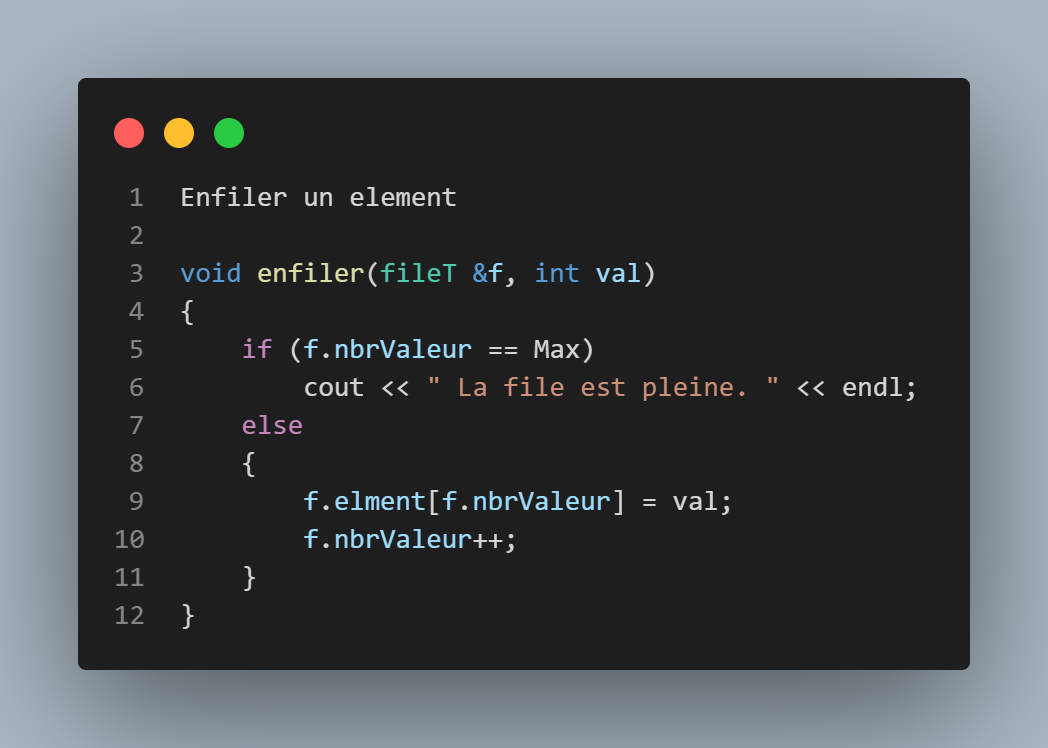 1 Enfiler un element
2
3 void enfiler(fileT &f, int val)
4 {
5     if (f.nbrValeur == Max)
6         cout << " La file est pleine. " << endl;
7     else
8     {
9         f.elment[f.nbrValeur] = val;
10         f.nbrValeur++;
11     }
12 }